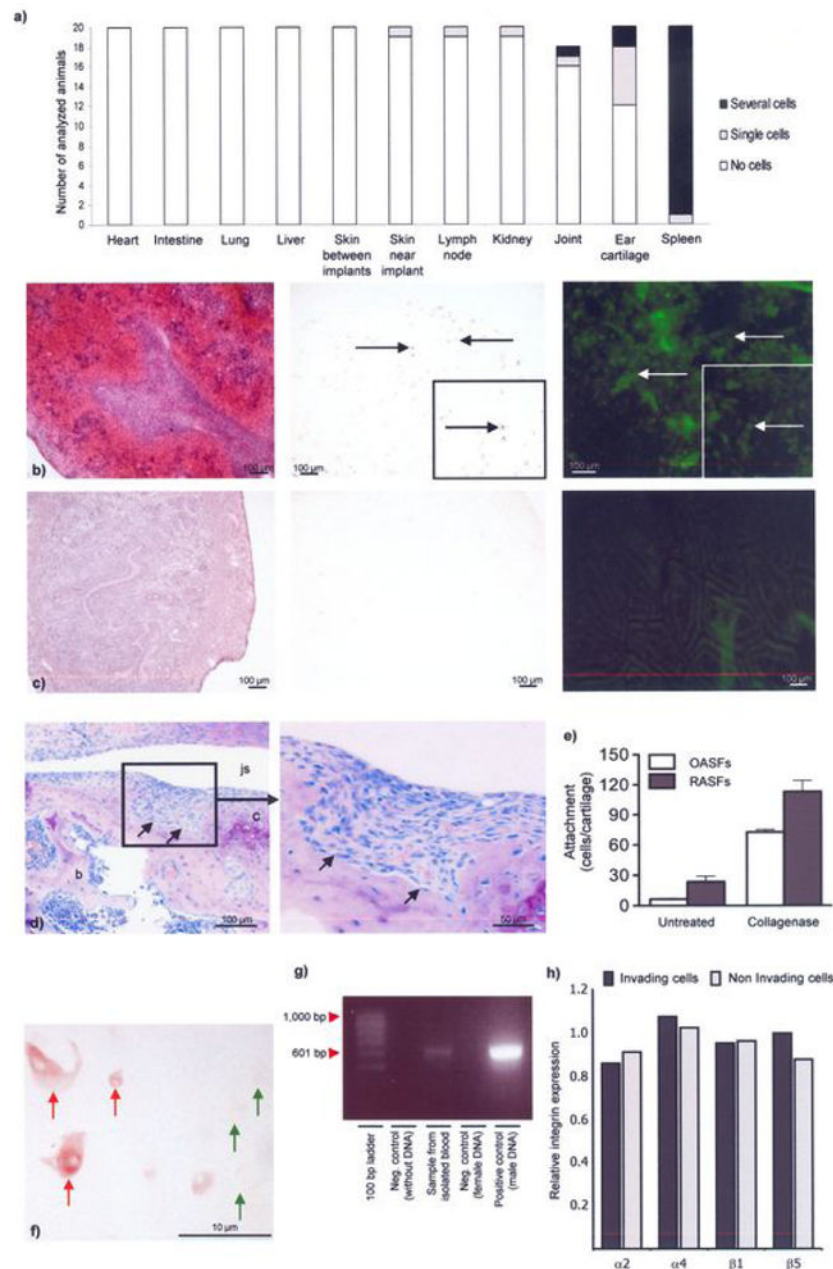 a)
Number of analyzed animals
20
18
16
14
12
10
8
6
4
2
0
Several cells
Single cells
No cells
Heart
Intestine
Lung
Liver
Skin
between
implants
Skin
near
implant
Lymph
node
Kidney
Joint
Ear
cartilage
Spleen
b)
100 µm
100 µm
100 µm
c)
100 µm
100 µm
100 µm
js
c
b
d)
100 µm
50 µm
e)
OASFs
RASFs
Attachment
(cells/cartilage)
150
120
90
60
30
0
Untreated
Collagenase
f)
10 µm
g)
1,000 bp
601 bp
100 bp ladder
Neg. control
(without DNA)
Sample from
isolated blood
Neg. control
(female DNA)
Positive control
(male DNA)
h)
Invading cells
Non Invading cells
Relative integrin expression
1.2
1.0
0.8
0.6
0.4
0.2
α2
α4
β1
β5